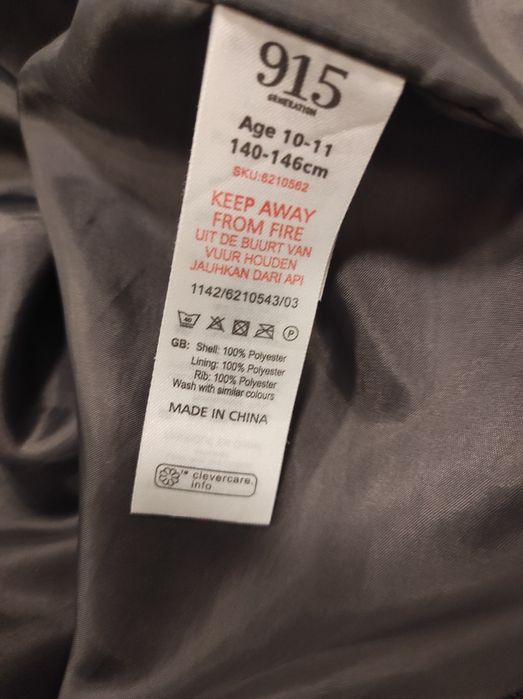 915
GENERATION
Age 10-11
140-146cm
SKU:6210562
KEEP AWAY
FROM FIRE
UIT DE BUURT VAN
VUUR HOUDEN
JAUHKAN DARI API
1142/6210543/03
40
P
GB: Shell: 100% Polyester
Lining: 100% Polyester
Rib: 100% Polyester
Wash with similar colours
MADE IN CHINA
clevercare.
info